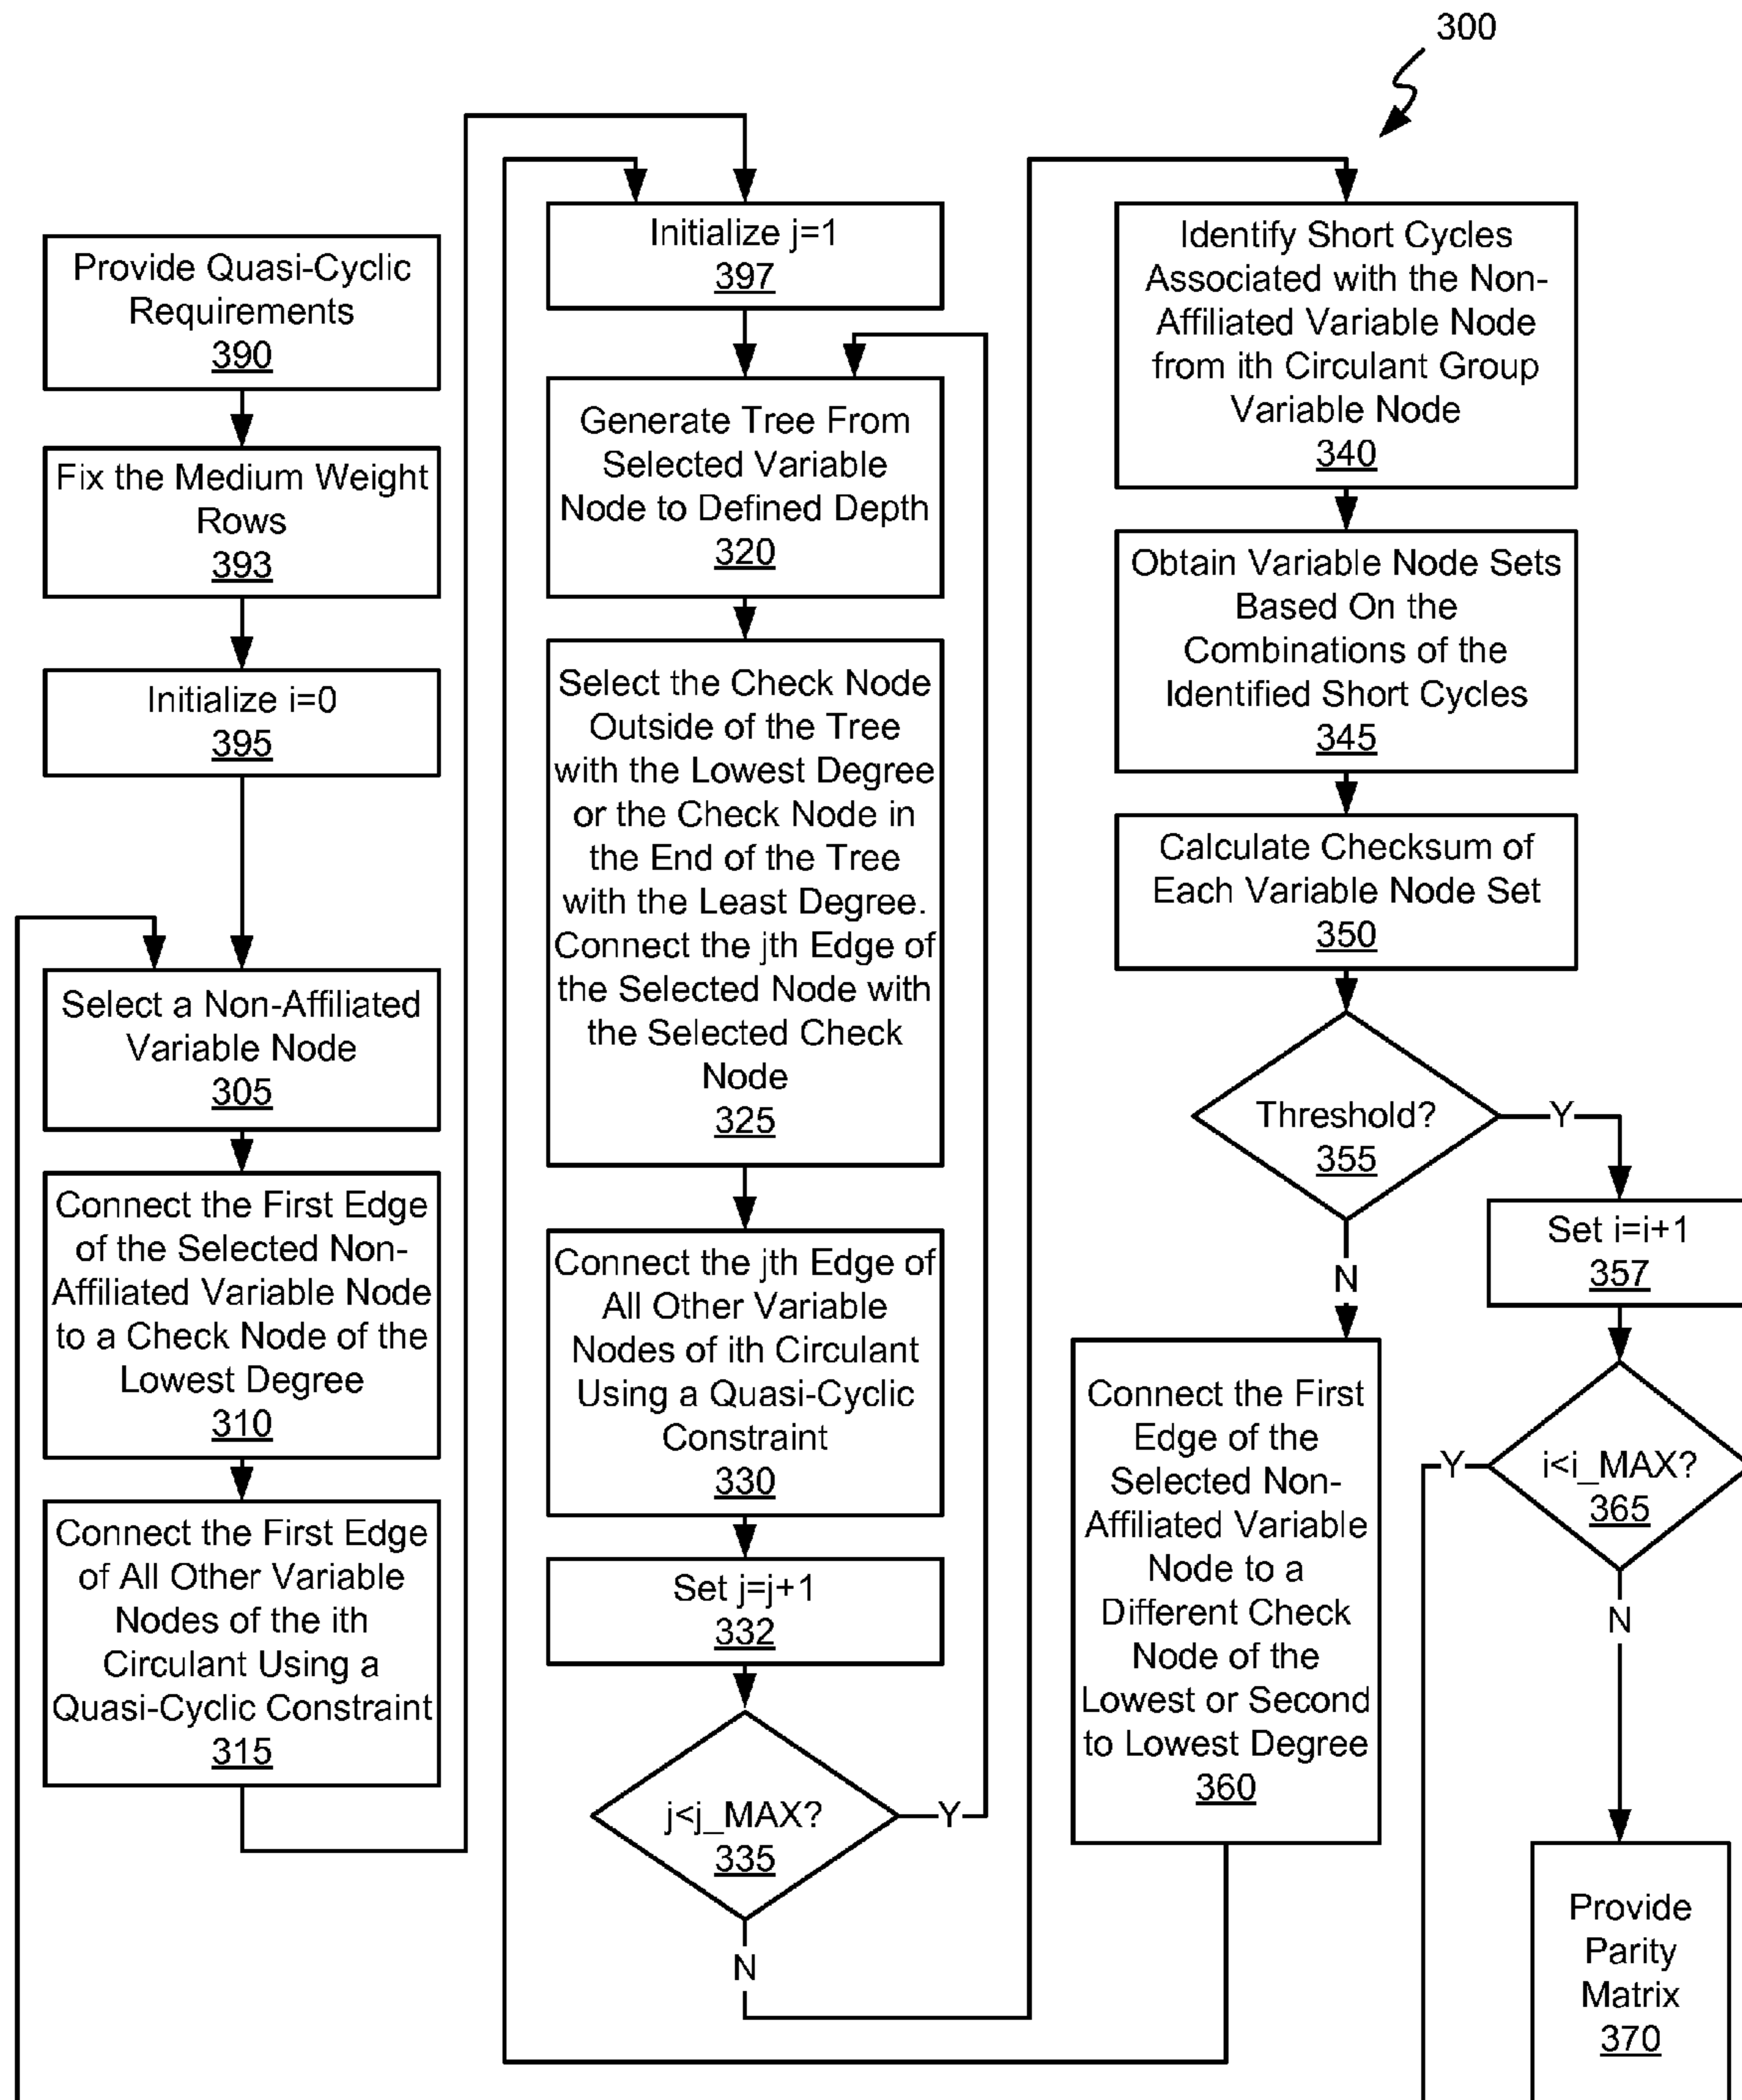 300
Provide Quasi-Cyclic
Requirements
390
Fix the Medium Weight
Rows
393
Initialize i=0
395
Select a Non-Affiliated
Variable Node
305
Connect the First Edge
of the Selected Non-
Affiliated Variable Node
to a Check Node of the
Lowest Degree
310
Connect the First Edge
of All Other Variable
Nodes of the ith
Circulant Using a
Quasi-Cyclic Constraint
315
Initialize j=1
397
Generate Tree From
Selected Variable
Node to Defined Depth
320
Select the Check Node
Outside of the Tree
with the Lowest Degree
or the Check Node in
the End of the Tree
with the Least Degree.
Connect the jth Edge of
the Selected Node with
the Selected Check
Node
325
Connect the jth Edge of
All Other Variable
Nodes of ith Circulant
Using a Quasi-Cyclic
Constraint
330
Set j=j+1
332
j<j_MAX?
335
Y
N
Identify Short Cycles
Associated with the Non-
Affiliated Variable Node
from ith Circulant Group
Variable Node
340
Obtain Variable Node Sets
Based On the
Combinations of the
Identified Short Cycles
345
Calculate Checksum of
Each Variable Node Set
350
Threshold?
355
Y
N
Connect the First
Edge of the
Selected Non-
Affiliated Variable
Node to a
Different Check
Node of the
Lowest or Second
to Lowest Degree
360
Set i=i+1
357
i<i_MAX?
365
Y
N
Provide
Parity
Matrix
370